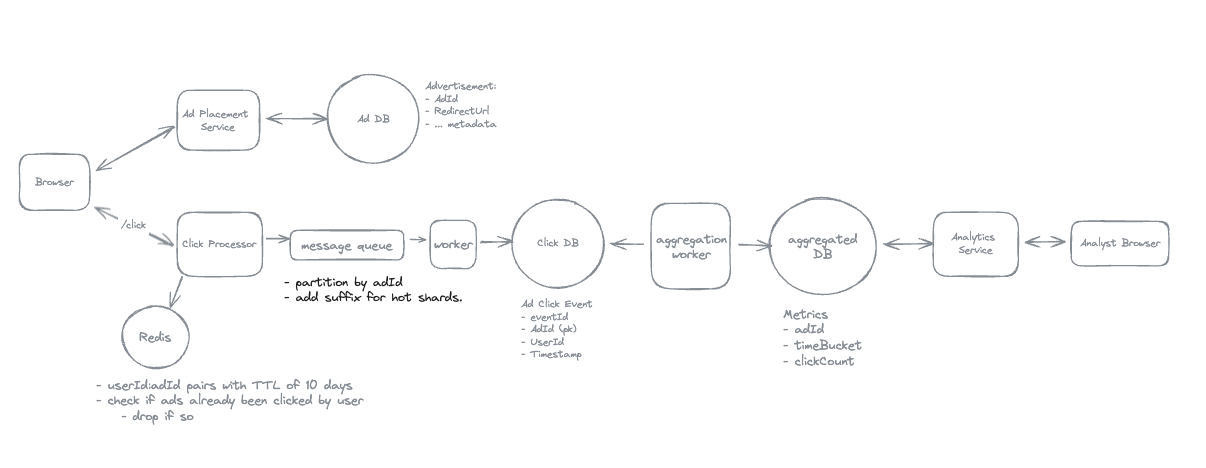 Ad Placement
Service
Ad DB
Advertisement:
- AdId
- RedirectUrl
- ... metadata
Browser
/click
Click Processor
message queue
worker
Click DB
aggregation
worker
aggregated
DB
Analytics
Service
Analyst Browser
- partition by adId
- add suffix for hot shards.
Ad Click Event
- eventId
- AdId (pk)
- UserId
- Timestamp
Metrics
- adId
- timeBucket
- clickCount
Redis
- userId:adId pairs with TTL of 10 days
- check if ads already been clicked by user
- drop if so